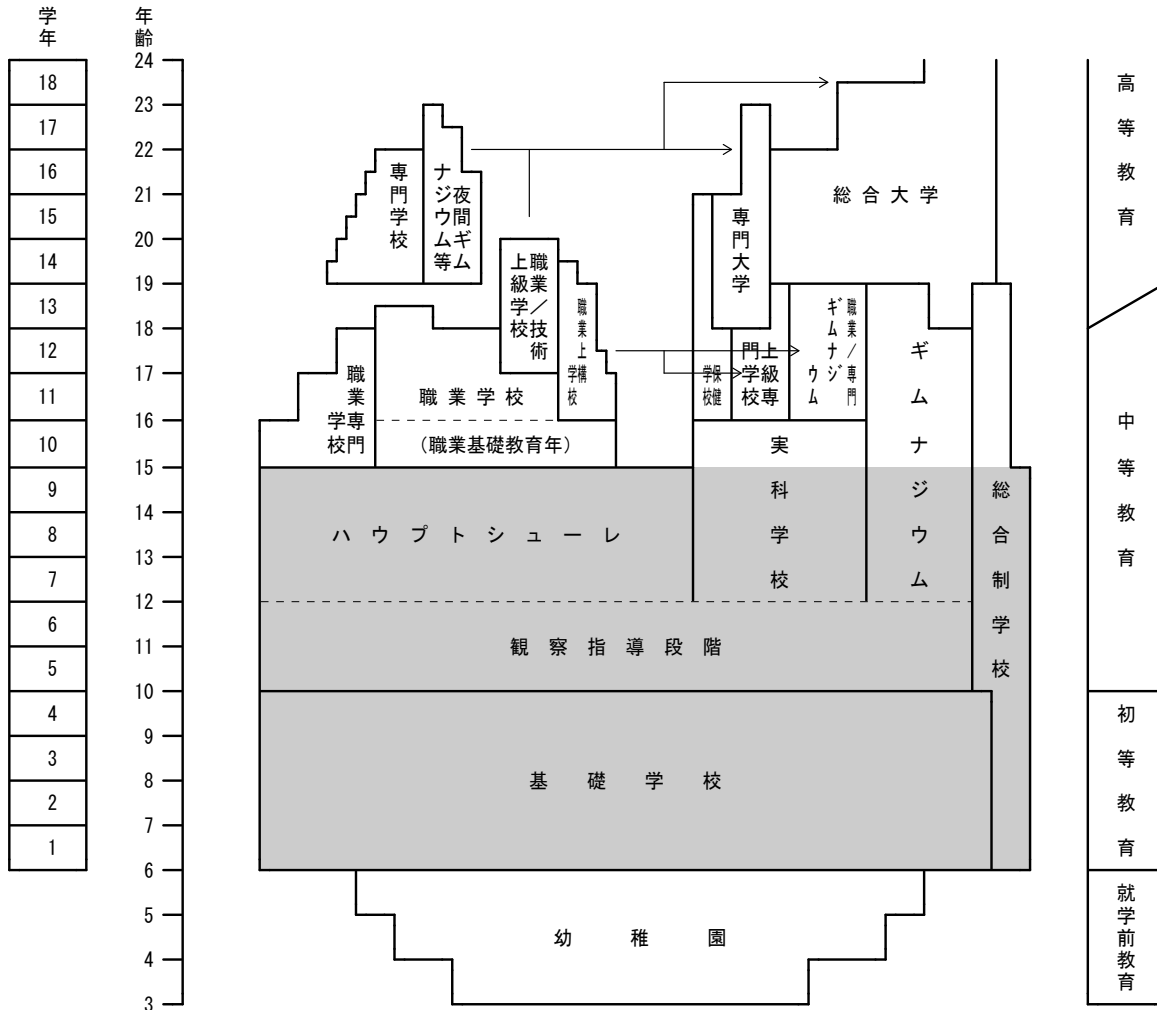 学年
年齢
24
18
23
17
22
16
21
15
20
14
19
13
18
12
17
11
16
10
15
9
14
8
13
7
12
6
11
5
10
4
9
3
8
2
7
1
6
5
4
3
専門学校
夜間ギムナジウム等
職業/技術上級学校
職業上構学校
職業専門学校
職業学校
(職業基礎教育年)
専門大学
総合大学
保健学校
上級専門学校
職業/専門ギムナジウム
ギムナジウム
実科学校
総合制学校
ハウプトシューレ
観察指導段階
基礎学校
幼稚園
高等教育
中等教育
初等教育
就学前教育